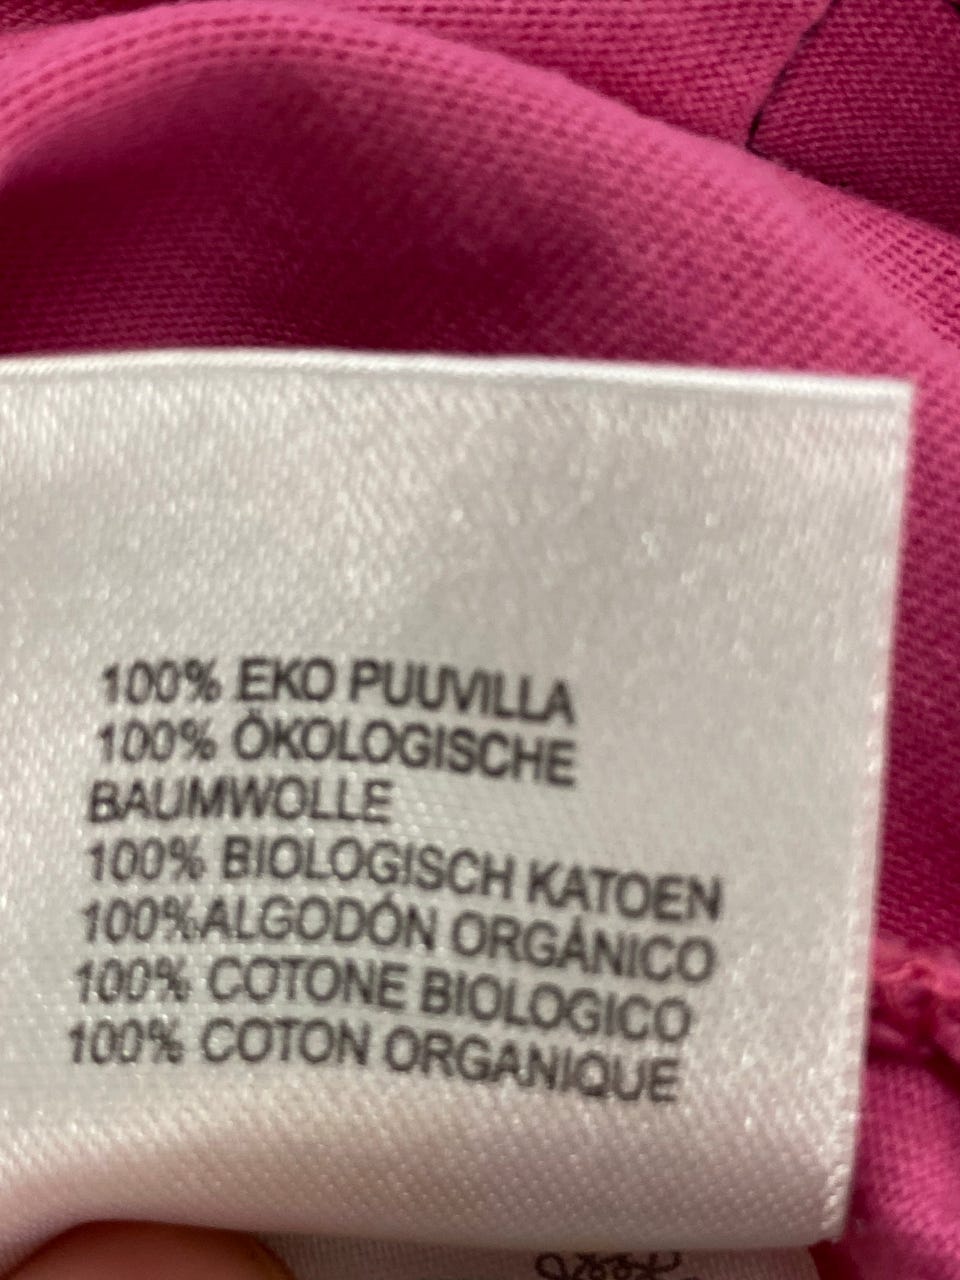 100% EKO PUUVILLA
100% ÖKOLOGISCHE
BAUMWOLLE
100% BIOLOGISCH KATOEN
100%ALGODÓN ORGÁNICO
100% COTONE BIOLOGICO
100% COTON ORGANIQUE